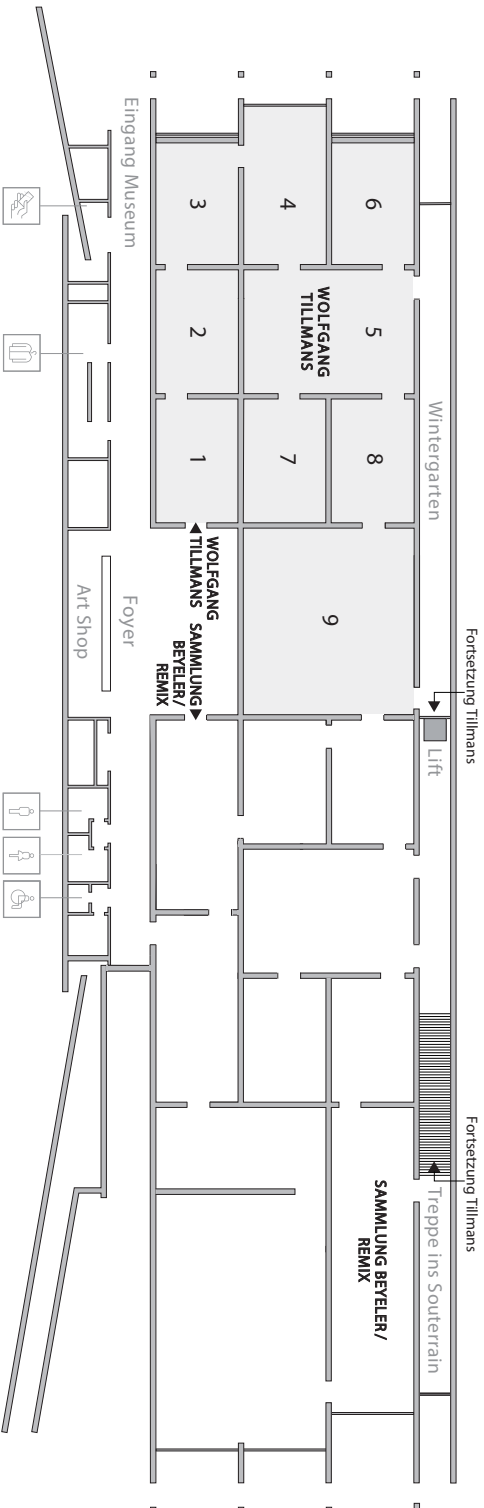 Fortsetzung Tillmans
Fortsetzung Tillmans
Wintergarten
Lift
Treppe ins Souterrain
6
5
8
9
SAMMLUNG BEYELER/
REMIX
WOLFGANG
TILLMANS
4
7
3
2
1
WOLFGANG
TILLMANS
SAMMLUNG
BEYELER/
REMIX
Eingang Museum
Foyer
Art Shop